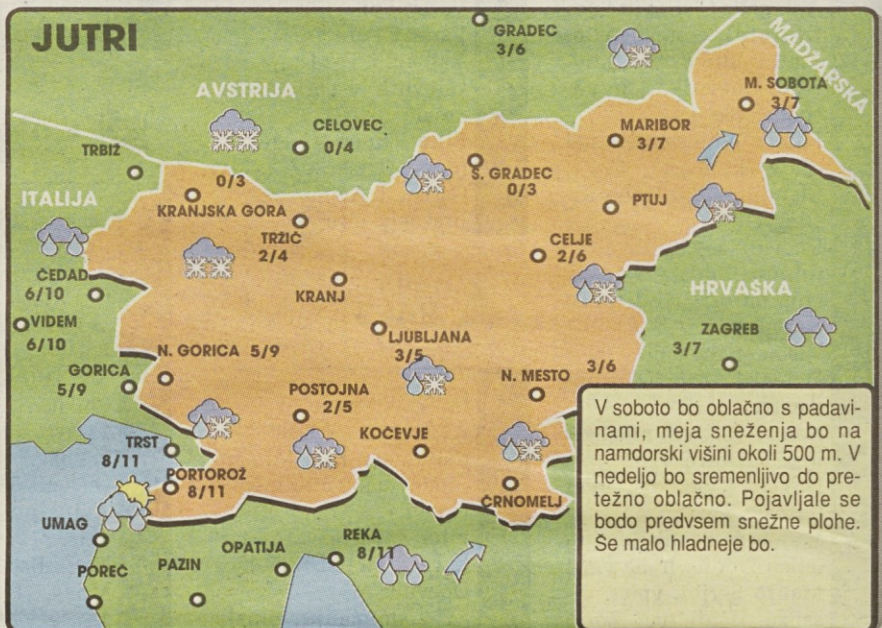 JUTRI
GRADEC
3/6
MADŽARSKA
AVSTRIJA
M. SOBOTA
3/7
CELOVEC
0/4
MARIBOR
3/7
TRBIŽ
0/3
S. GRADEC
0/3
ITALIJA
KRANJSKA GORA
PTUJ
TRŽIČ
2/4
CELJE
2/6
ČEDAD
6/10
KRANJ
HRVAŠKA
VIDEM
6/10
LJUBLJANA
3/5
ZAGREB
3/7
N. GORICA 5/9
GORICA
5/9
3/6
N. MESTO
POSTOJNA
2/5
KOČEVJE
TRST
8/11
PORTOROŽ
8/11
ČRNOMELJ
UMAG
REKA
8/11
OPATIJA
PAZIN
POREČ
V soboto bo oblačno s padavi-
nami, meja sneženja bo na
namdorski višini okoli 500 m. V
nedeljo bo sremenljivo do pre-
težno oblačno. Pojavljale se
bodo predvsem snežne plohe.
Še malo hladneje bo.